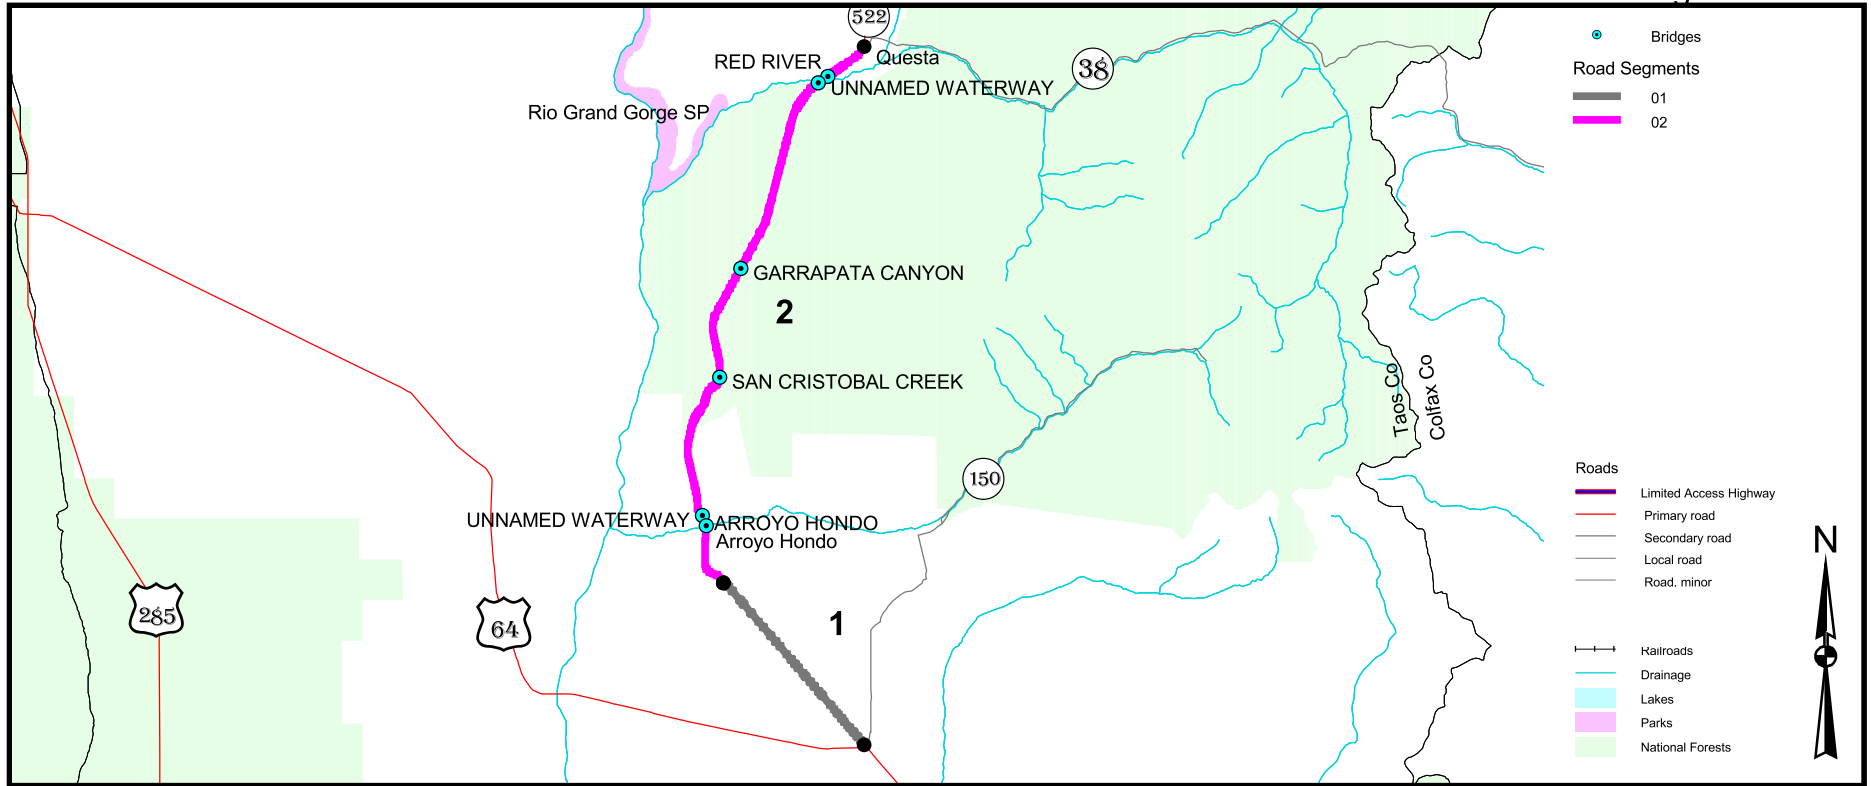 522
Questa
RED RIVER
UNNAMED WATERWAY
38
Rio Grand Gorge SP
GARRAPATA CANYON
2
SAN CRISTOBAL CREEK
Taos Co
Colfax Co
150
UNNAMED WATERWAY
ARROYO HONDO
Arroyo Hondo
285
64
1
Bridges
Road Segments
01
02
Roads
Limited Access Highway
Primary road
Secondary road
Local road
Road, minor
Railroads
Drainage
Lakes
Parks
National Forests
N